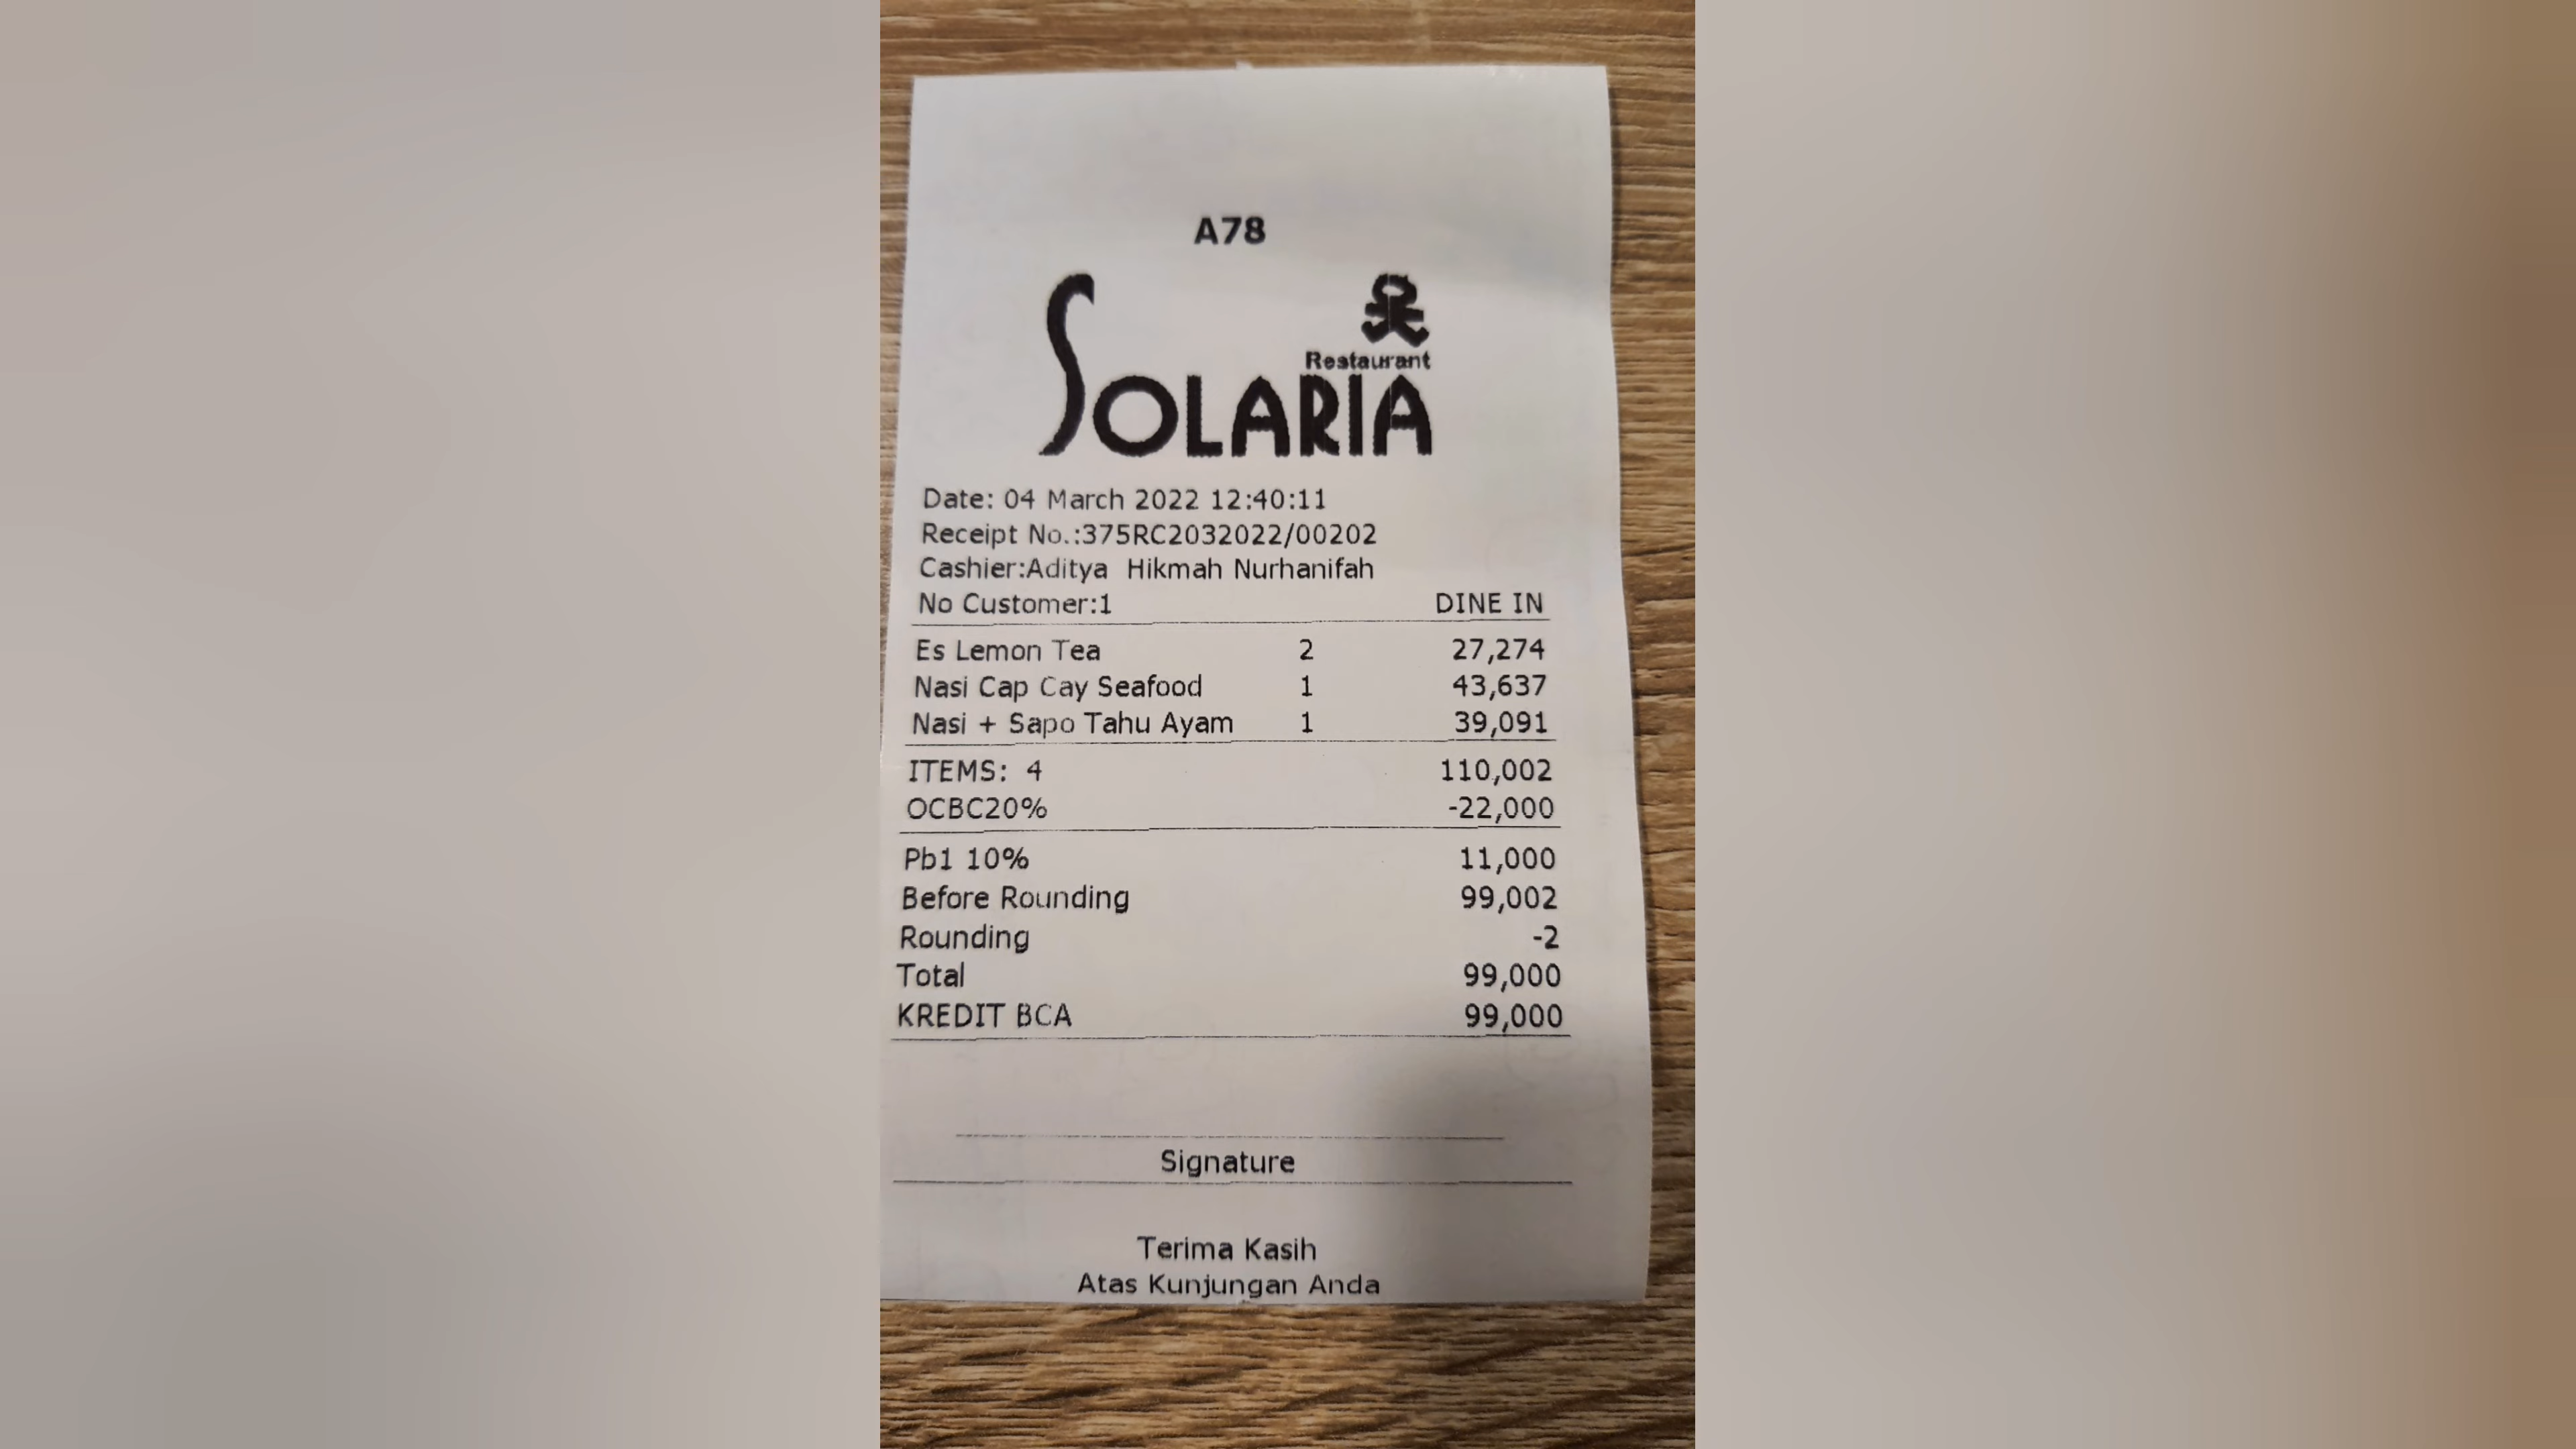 A78
Restaurant
SOLARIA
Date: 04 March 2022 12:40:11
Receipt No.:375RC2032022/00202
Cashier:Aditya  Hikmah Nurhanifah
No Customer:1 DINE IN
Es Lemon Tea 2 27,274
Nasi Cap Cay Seafood 1 43,637
Nasi + Sapo Tahu Ayam 1 39,091
ITEMS: 4 110,002
OCBC20% -22,000
Pb1 10% 11,000
Before Rounding 99,002
Rounding -2
Total 99,000
KREDIT BCA 99,000
Signature
Terima Kasih
Atas Kunjungan Anda